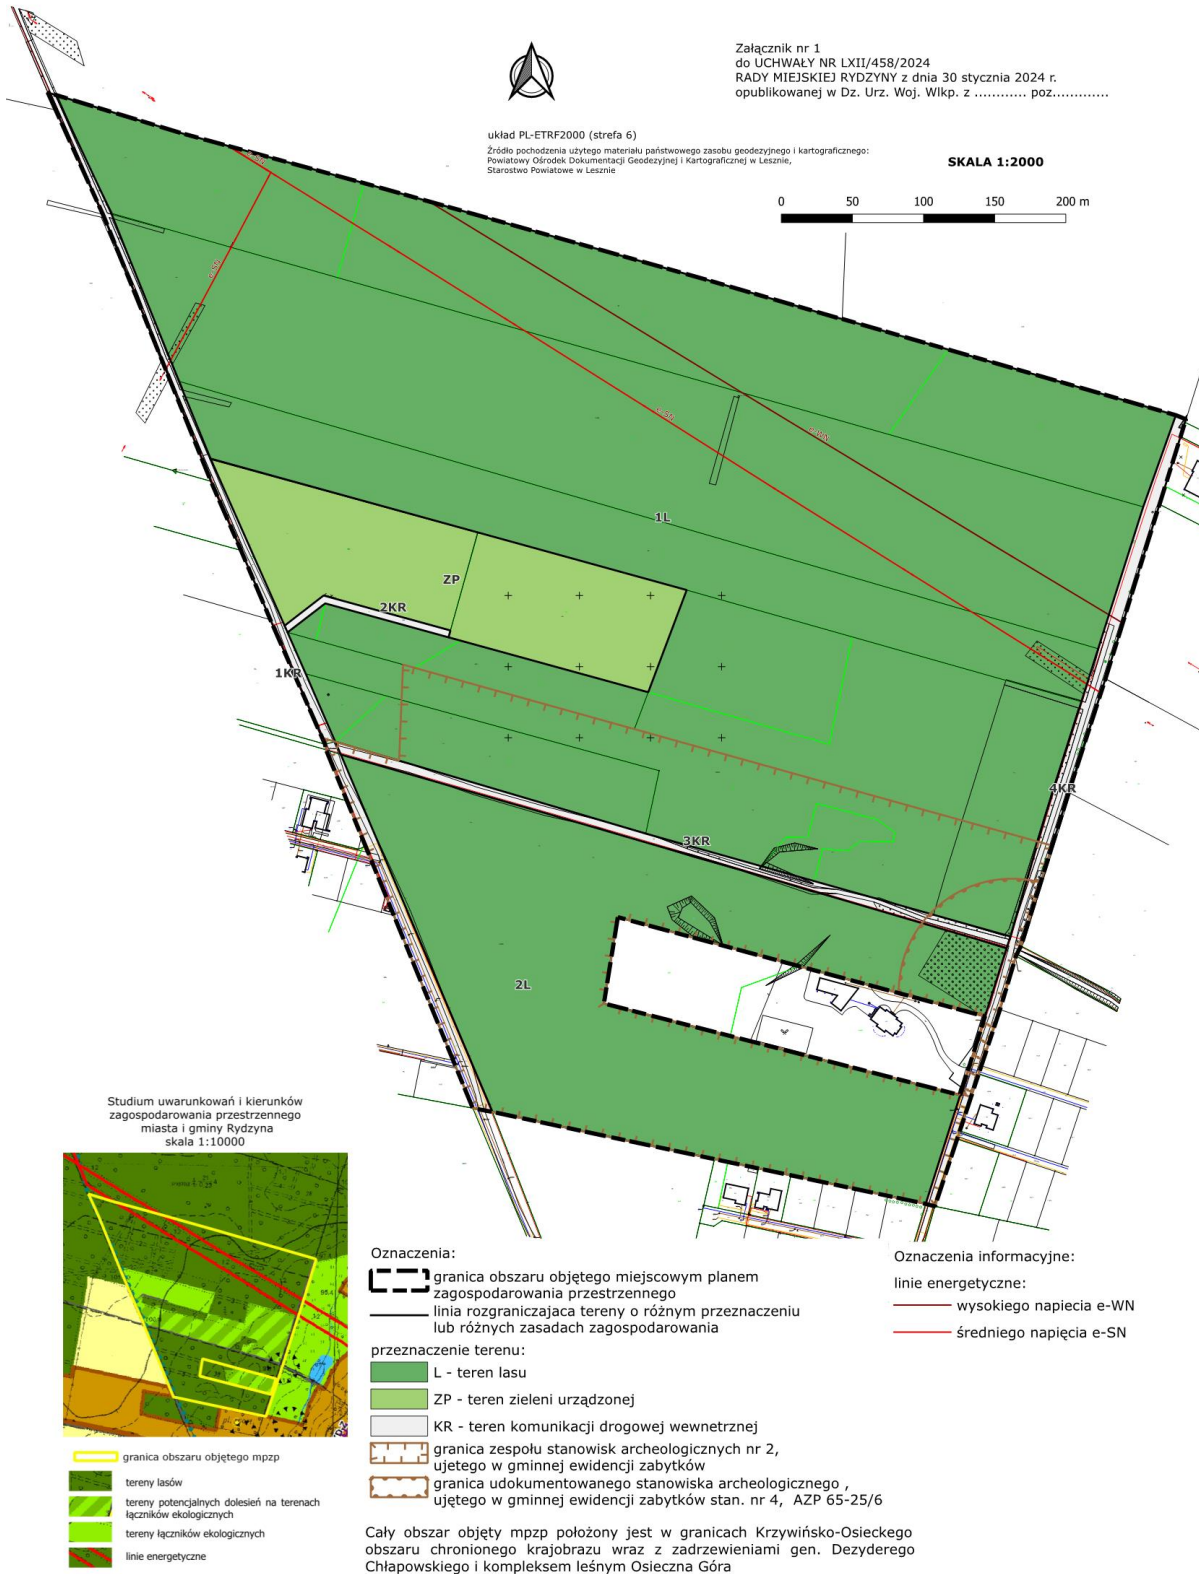 Załącznik nr 1
do UCHWAŁY NR LXII/458/2024
RADY MIEJSKIEJ RYDZYNY z dnia 30 stycznia 2024 r.
opublikowanej w Dz. Urz. Woj. Wlkp. z ............ poz.............
układ PL-ETRF2000 (strefa 6)
Źródło pochodzenia użytego materiału państwowego zasobu geodezyjnego i kartograficznego:
Powiatowy Ośrodek Dokumentacji Geodezyjnej i Kartograficznej w Lesznie,
Starostwo Powiatowe w Lesznie
SKALA 1:2000
0 50 100 150 200 m
e-SN
e-SN
e-SN
e-WN
1L
ZP
2KR
1KR
4KR
3KR
2L
Studium uwarunkowań i kierunków
zagospodarowania przestrzennego
miasta i gminy Rydzyna
skala 1:10000
granica obszaru objętego mpzp
tereny lasów
tereny potencjalnych dolesień na terenach
łączników ekologicznych
tereny łączników ekologicznych
linie energetyczne
Oznaczenia:
granica obszaru objętego miejscowym planem
zagospodarowania przestrzennego
linia rozgraniczajaca tereny o różnym przeznaczeniu
lub różnych zasadach zagospodarowania
przeznaczenie terenu:
L - teren lasu
ZP - teren zieleni urządzonej
KR - teren komunikacji drogowej wewnetrznej
granica zespołu stanowisk archeologicznych nr 2,
ujetego w gminnej ewidencji zabytków
granica udokumentowanego stanowiska archeologicznego ,
ujętego w gminnej ewidencji zabytków stan. nr 4, AZP 65-25/6
Cały obszar objęty mpzp położony jest w granicach Krzywińsko-Osieckego
obszaru chronionego krajobrazu wraz z zadrzewieniami gen. Dezyderego
Chłapowskiego i kompleksem leśnym Osieczna Góra
Oznaczenia informacyjne:
linie energetyczne:
wysokiego napiecia e-WN
średniego napięcia e-SN